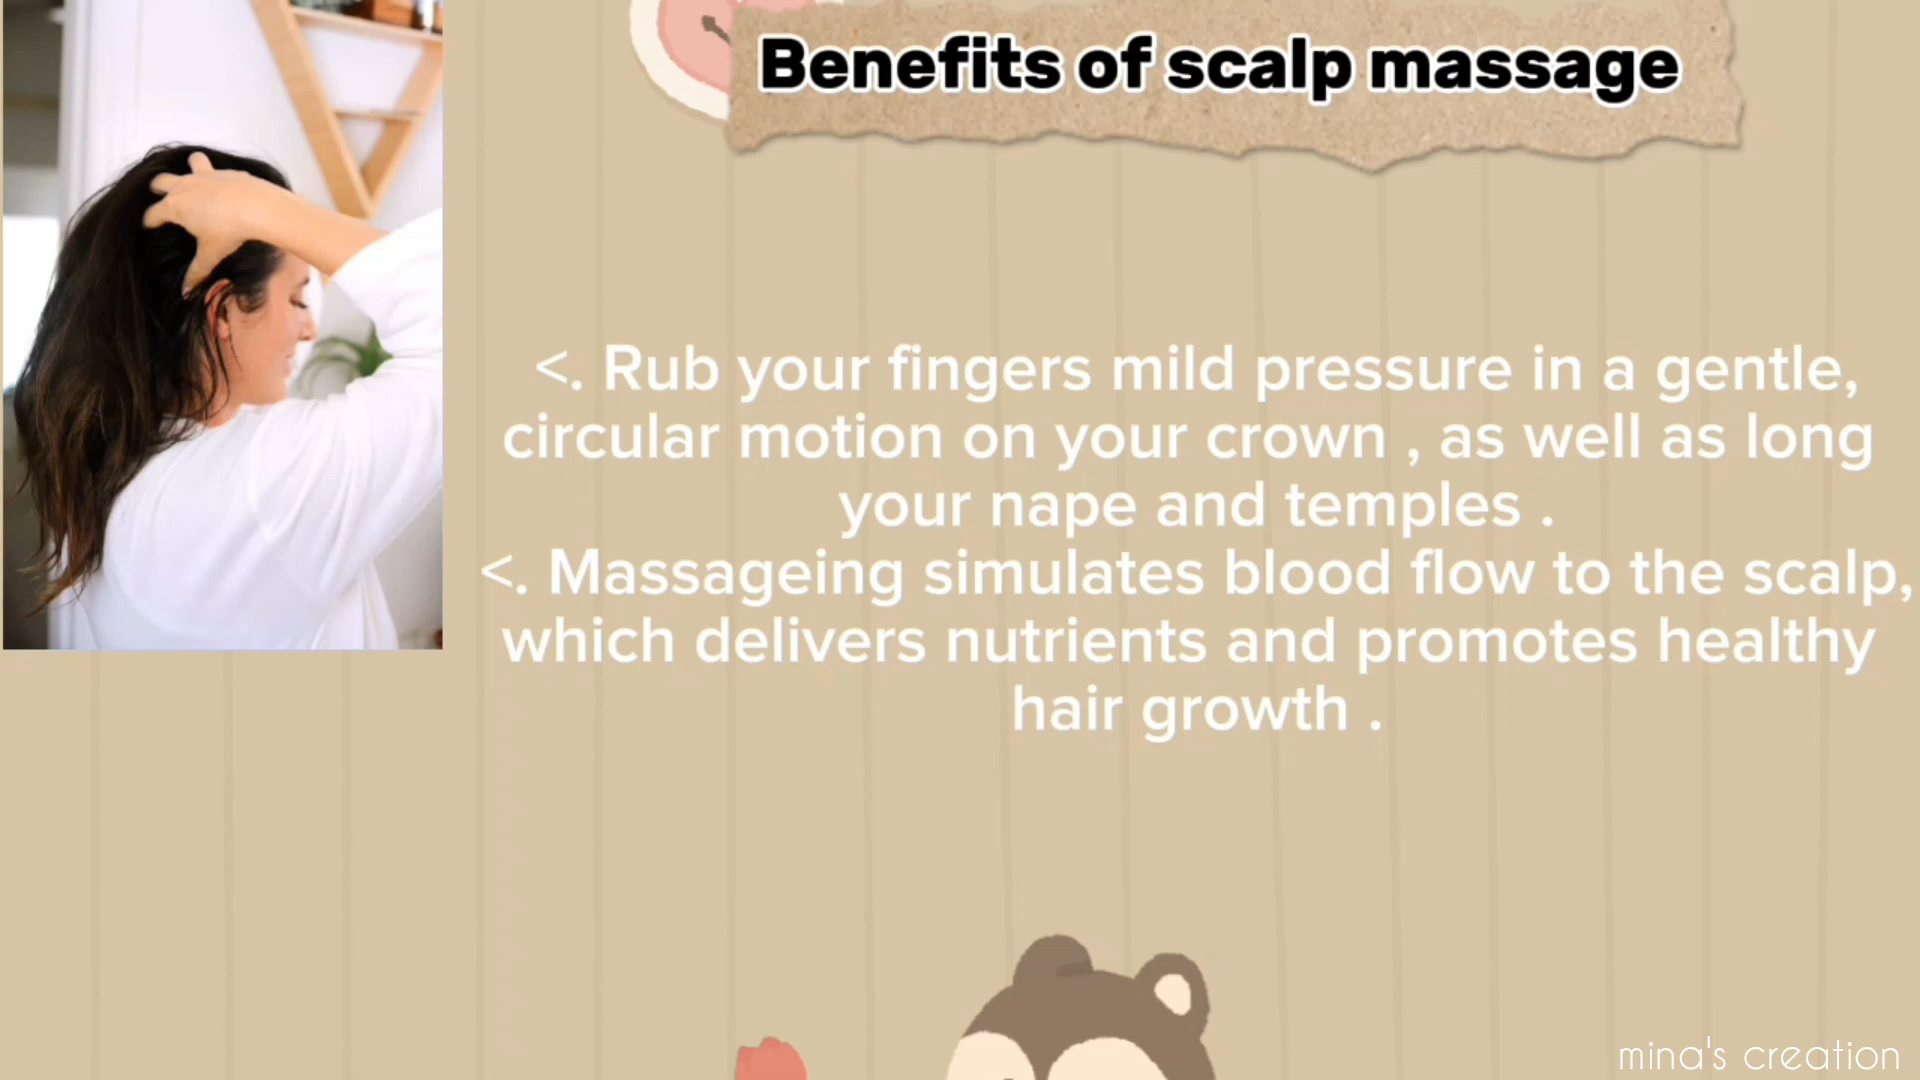 Benefits of scalp massage
<. Rub your fingers mild pressure in a gentle,
circular motion on your crown , as well as long
your nape and temples .
<. Massageing simulates blood flow to the scalp,
which delivers nutrients and promotes healthy
hair growth .
mina's creation